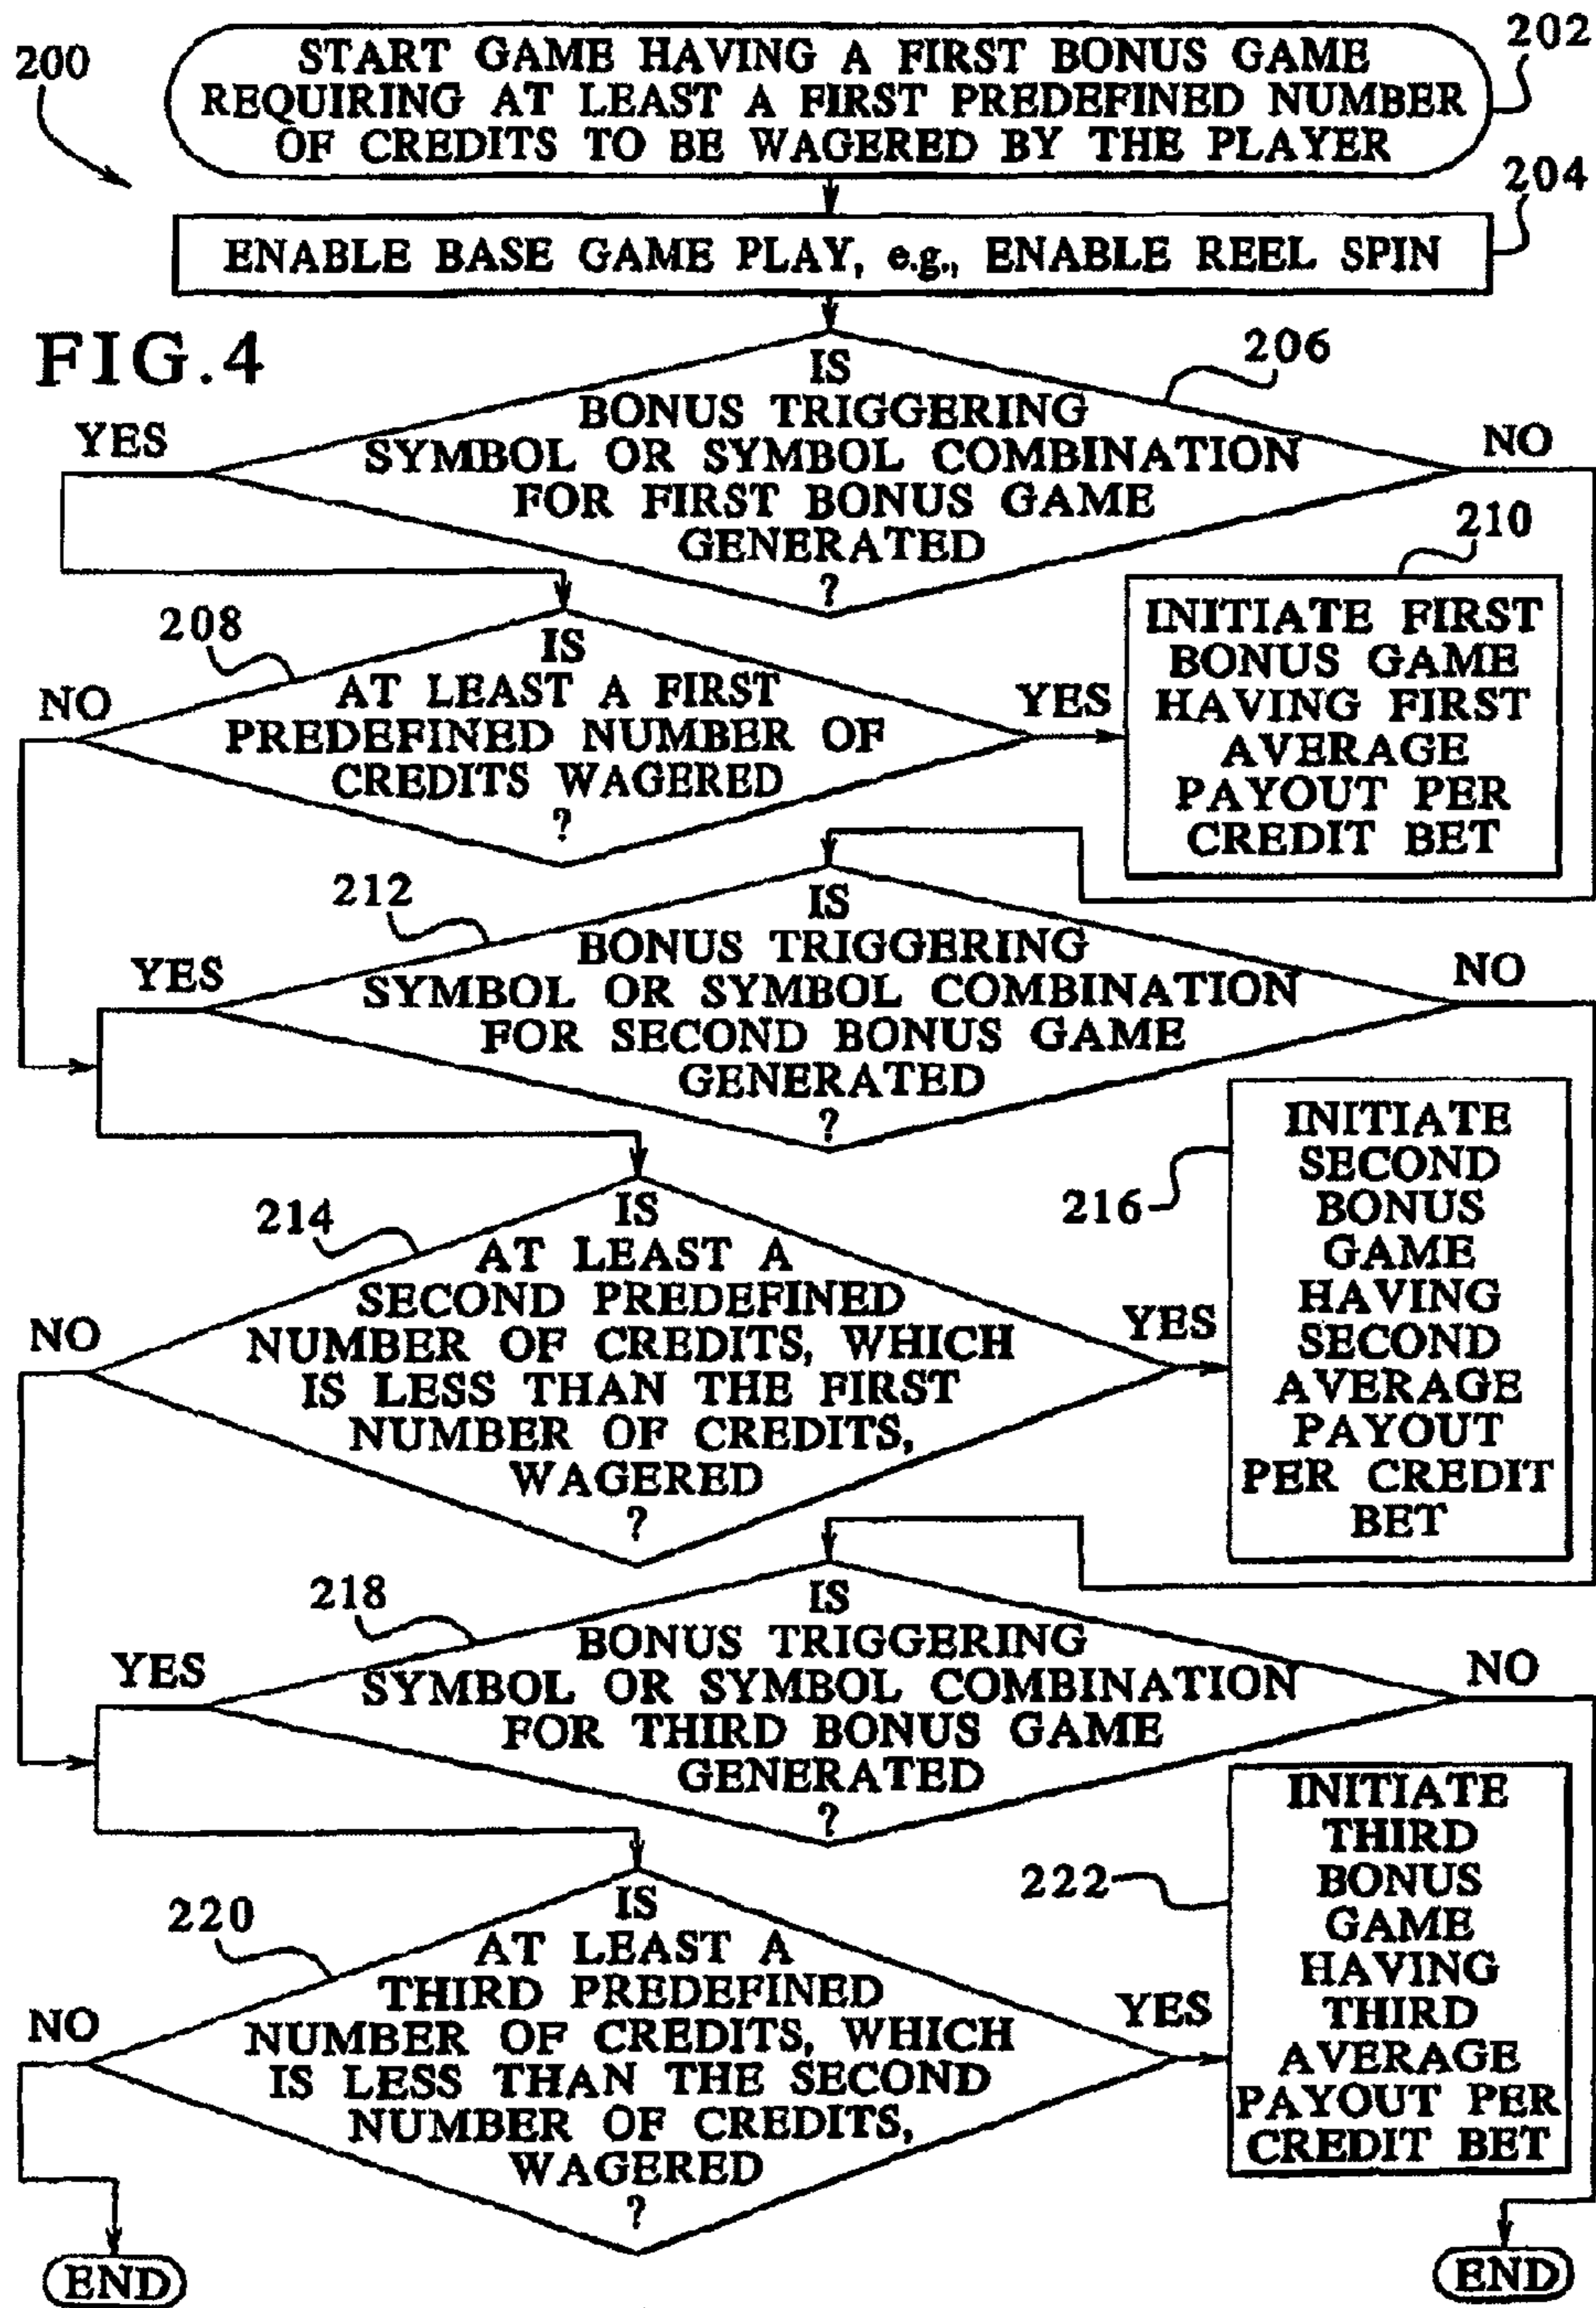 200
START GAME HAVING A FIRST BONUS GAME
REQUIRING AT LEAST A FIRST PREDEFINED NUMBER
OF CREDITS TO BE WAGERED BY THE PLAYER
202
204
ENABLE BASE GAME PLAY, e.g., ENABLE REEL SPIN
FIG.4
206
IS
BONUS TRIGGERING
SYMBOL OR SYMBOL COMBINATION
FOR FIRST BONUS GAME
GENERATED
?
YES
NO
208
IS
AT LEAST A FIRST
PREDEFINED NUMBER OF
CREDITS WAGERED
?
NO
YES
210
INITIATE FIRST
BONUS GAME
HAVING FIRST
AVERAGE
PAYOUT PER
CREDIT BET
212
IS
BONUS TRIGGERING
SYMBOL OR SYMBOL COMBINATION
FOR SECOND BONUS GAME
GENERATED
?
YES
NO
214
IS
AT LEAST A
SECOND PREDEFINED
NUMBER OF CREDITS, WHICH
IS LESS THAN THE FIRST
NUMBER OF CREDITS,
WAGERED
?
NO
YES
216
INITIATE
SECOND
BONUS
GAME
HAVING
SECOND
AVERAGE
PAYOUT
PER CREDIT
BET
218
IS
BONUS TRIGGERING
SYMBOL OR SYMBOL COMBINATION
FOR THIRD BONUS GAME
GENERATED
?
YES
NO
220
IS
AT LEAST A
THIRD PREDEFINED
NUMBER OF CREDITS, WHICH
IS LESS THAN THE SECOND
NUMBER OF CREDITS,
WAGERED
?
NO
YES
222
INITIATE
THIRD
BONUS
GAME
HAVING
THIRD
AVERAGE
PAYOUT PER
CREDIT BET
END
END